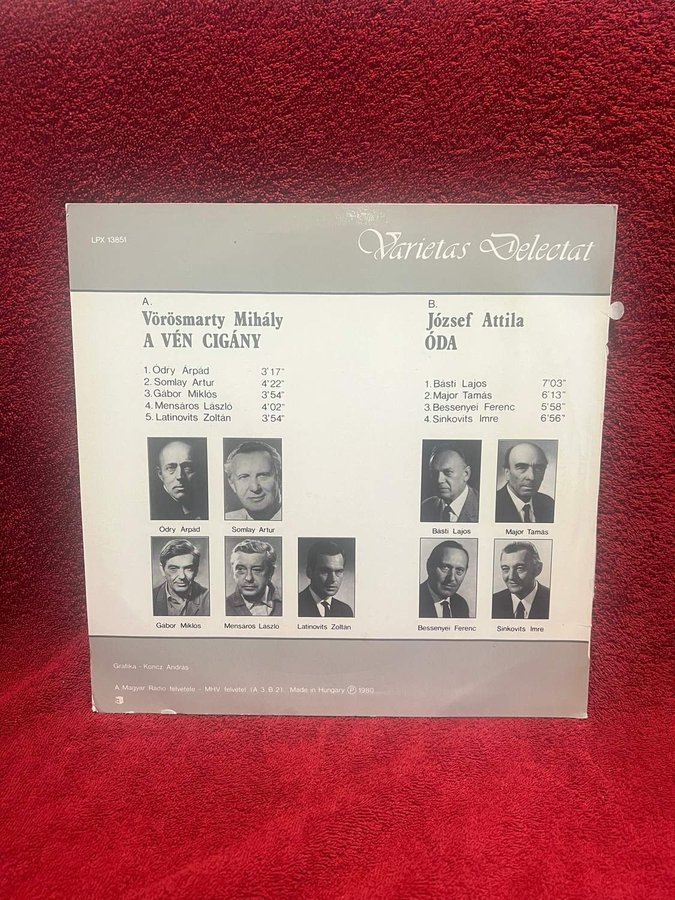 LPX 13851
Varietas Delectat
A.
Vörösmarty Mihály
A VÉN CIGÁNY
1. Ódry Árpád 3'17"
2. Somlay Artur 4'22"
3. Gábor Miklós 3'54"
4. Mensáros László 4'02"
5. Latinovits Zoltán 3'54"
B.
József Attila
ÓDA
1. Básti Lajos 7'03"
2. Major Tamás 6'13"
3. Bessenyei Ferenc 5'58"
4. Sinkovits Imre 6'56"
Ódry Árpád
Somlay Artur
Básti Lajos
Major Tamás
Gábor Miklós
Mensáros László
Latinovits Zoltán
Bessenyei Ferenc
Sinkovits Imre
Grafika - Koncz András
A Magyar Rádió felvétele - MHV felvétel (A 3, B 2). Made in Hungary Ⓟ 1980